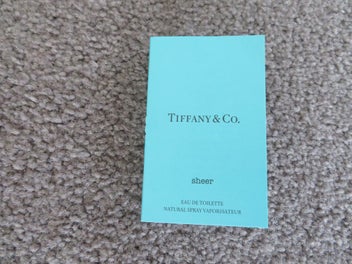 TIFFANY & CO.
sheer
EAU DE TOILETTE
NATURAL SPRAY VAPORISATEUR